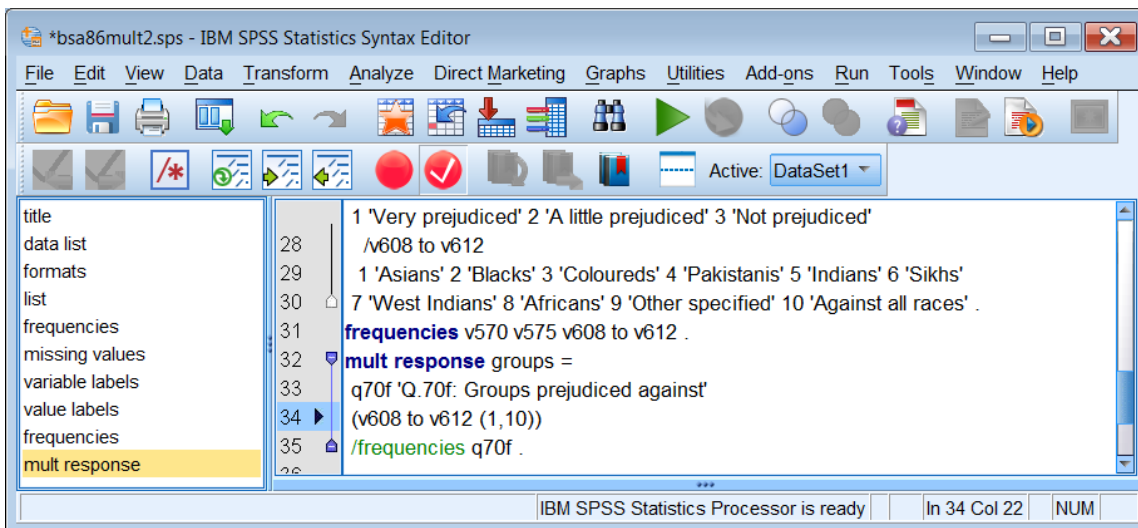 *bsa86mult2.sps - IBM SPSS Statistics Syntax Editor
File Edit View Data Transform Analyze Direct Marketing Graphs Utilities Add-ons Run Tools Window Help
/*
Active: DataSet1
title
data list
formats
list
frequencies
missing values
variable labels
value labels
frequencies
mult response
1 'Very prejudiced' 2 'A little prejudiced' 3 'Not prejudiced'
28 /v608 to v612
29 1 'Asians' 2 'Blacks' 3 'Coloureds' 4 'Pakistanis' 5 'Indians' 6 'Sikhs'
30 7 'West Indians' 8 'Africans' 9 'Other specified' 10 'Against all races' .
31 frequencies v570 v575 v608 to v612 .
32 mult response groups =
33 q70f 'Q.70f: Groups prejudiced against'
34 (v608 to v612 (1,10))
35 /frequencies q70f .
IBM SPSS Statistics Processor is ready In 34 Col 22 NUM